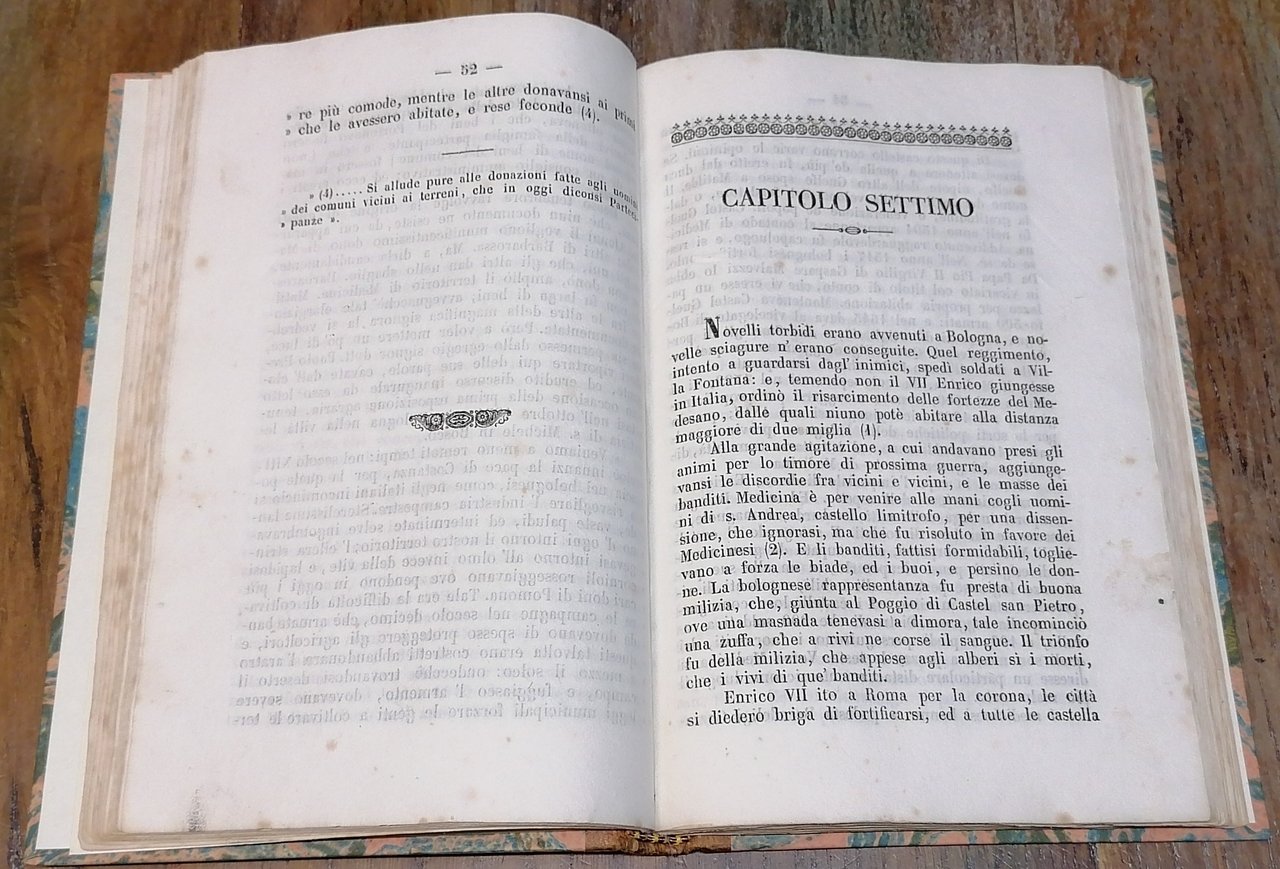 — 52 —
» re più comode, mentre le altre donavansi ai primi
» che le avessero abitate, e rese feconde (4).
» (4)..... Si allude pure alle donazioni fatte agli uomini
» dei comuni vicini ai terreni, che in oggi diconsi Parteci-
» panze ».
CAPITOLO SETTIMO
Novelli torbidi erano avvenuti a Bologna, e no-
velle sciagure n' erano conseguite. Quel reggimento,
intento a guardarsi dagl' inimici, spedì soldati a Vil-
la Fontana: e, temendo non il VII Enrico giungesse
in Italia, ordinò il risarcimento delle fortezze del Me-
desano, dalle quali niuno potè abitare alla distanza
maggiore di due miglia (1).
Alla grande agitazione, a cui andavano presi gli
animi per lo timore di prossima guerra, aggiunge-
vansi le discordie fra vicini e vicini, e le masse dei
banditi. Medicina è per venire alle mani cogli uomi-
ni di s. Andrea, castello limitrofo, per una dissen-
sione, che ignorasi, ma che fu risoluto in favore dei
Medicinesi (2). E li banditi, fattisi formidabili, toglie-
vano a forza le biade, ed i buoi, e persino le don-
ne. La bolognese rappresentanza fu presta di buona
milizia, che, giunta al Poggio di Castel san Pietro,
ove una masnada tenevasi a dimora, tale incominciò
una zuffa, che a rivi ne corse il sangue. Il trionfo
fu della milizia, che appese agli alberi sì i morti,
che i vivi di que' banditi.
Enrico VII ito a Roma per la corona, le città
si diedero briga di fortificarsi, ed a tutte le castella